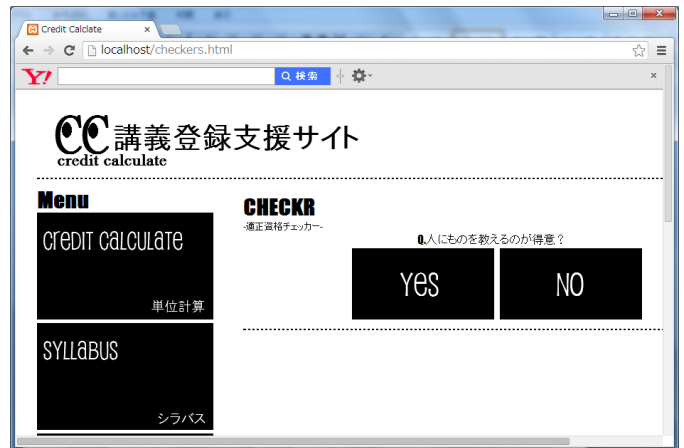 Credit Calclate
localhost/checkers.html
Y!
検索
CC講義登録支援サイト
credit calculate
Menu
CREDIT CALCULATE
単位計算
SYLLABUS
シラバス
CHECKR
-適正資格チェッカー-
Q.人にものを教えるのが得意？
YES
NO